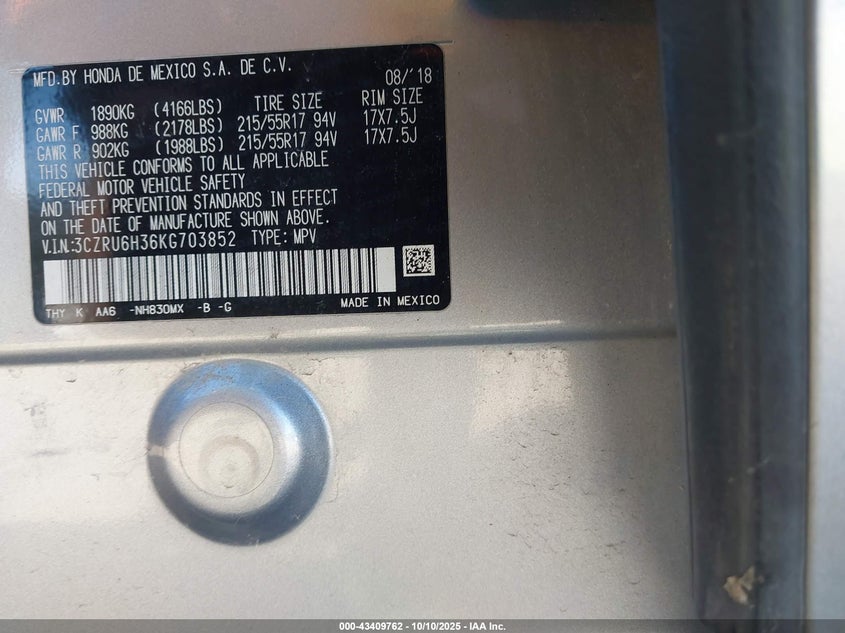 MFD.BY HONDA DE MEXICO S.A. DE C.V. 08/'18
TIRE SIZE RIM SIZE
GVWR 1890KG (4166LBS)
GAWR F 988KG (2178LBS) 215/55R17 94V 17X7.5J
GAWR R 902KG (1988LBS) 215/55R17 94V 17X7.5J
THIS VEHICLE CONFORMS TO ALL APPLICABLE
FEDERAL MOTOR VEHICLE SAFETY
AND THEFT PREVENTION STANDARDS IN EFFECT
ON THE DATE OF MANUFACTURE SHOWN ABOVE.
V.I.N:3CZRU6H36KG703852 TYPE: MPV
THY K AA6 -NH830MX -B -G MADE IN MEXICO
000-43409762 - 10/10/2025 - IAA Inc.